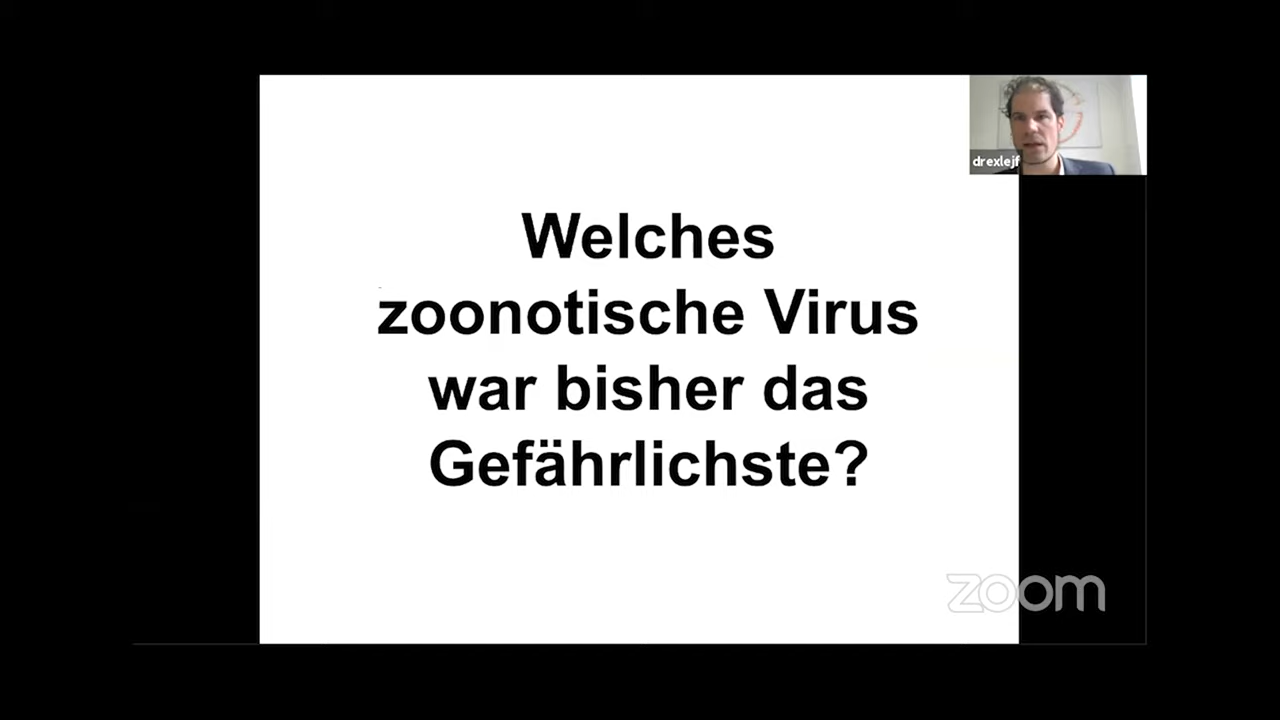 drexlejf
Welches
zoonotische Virus
war bisher das
Gefährlichste?
zoom